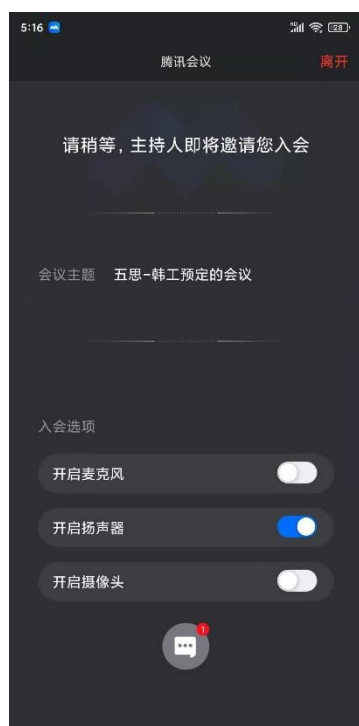 5:16
28
腾讯会议
离开
请稍等，主持人即将邀请您入会
会议主题 五思-韩工预定的会议
入会选项
开启麦克风
开启扬声器
开启摄像头
1